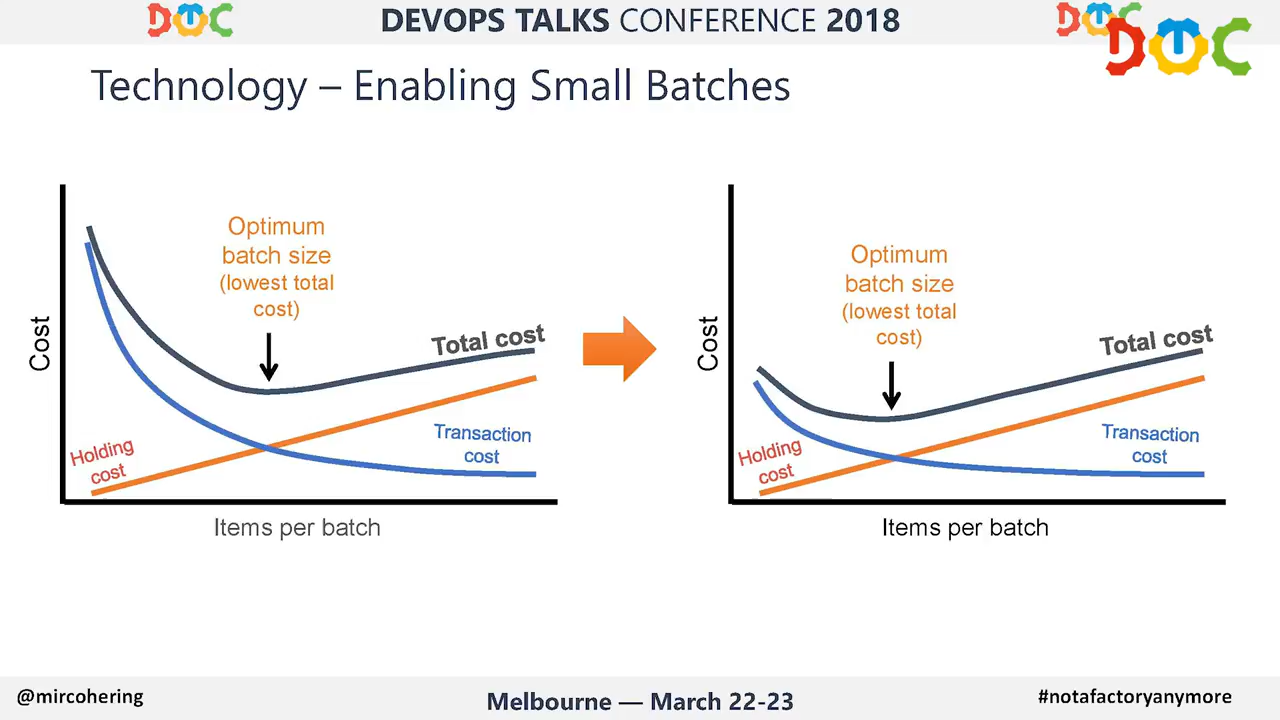 DOTC
DEVOPS TALKS CONFERENCE 2018
DOTC
Technology – Enabling Small Batches
Cost
Optimum
batch size
(lowest total
cost)
Total cost
Holding
cost
Transaction
cost
Items per batch
Cost
Optimum
batch size
(lowest total
cost)
Total cost
Holding
cost
Transaction
cost
Items per batch
@mircohering
Melbourne — March 22-23
#notafactoryanymore